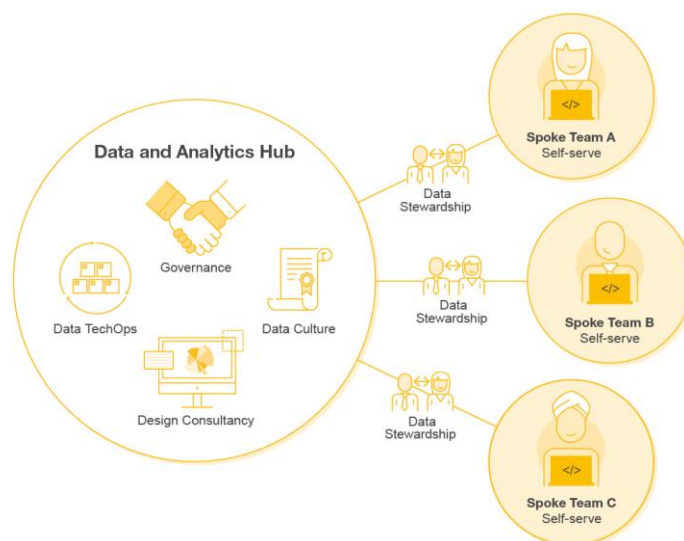 Data and Analytics Hub
Governance
Data TechOps
Data Culture
Design Consultancy
Data
Stewardship
Data
Stewardship
Data
Stewardship
</>
Spoke Team A
Self-serve
</>
Spoke Team B
Self-serve
</>
Spoke Team C
Self-serve